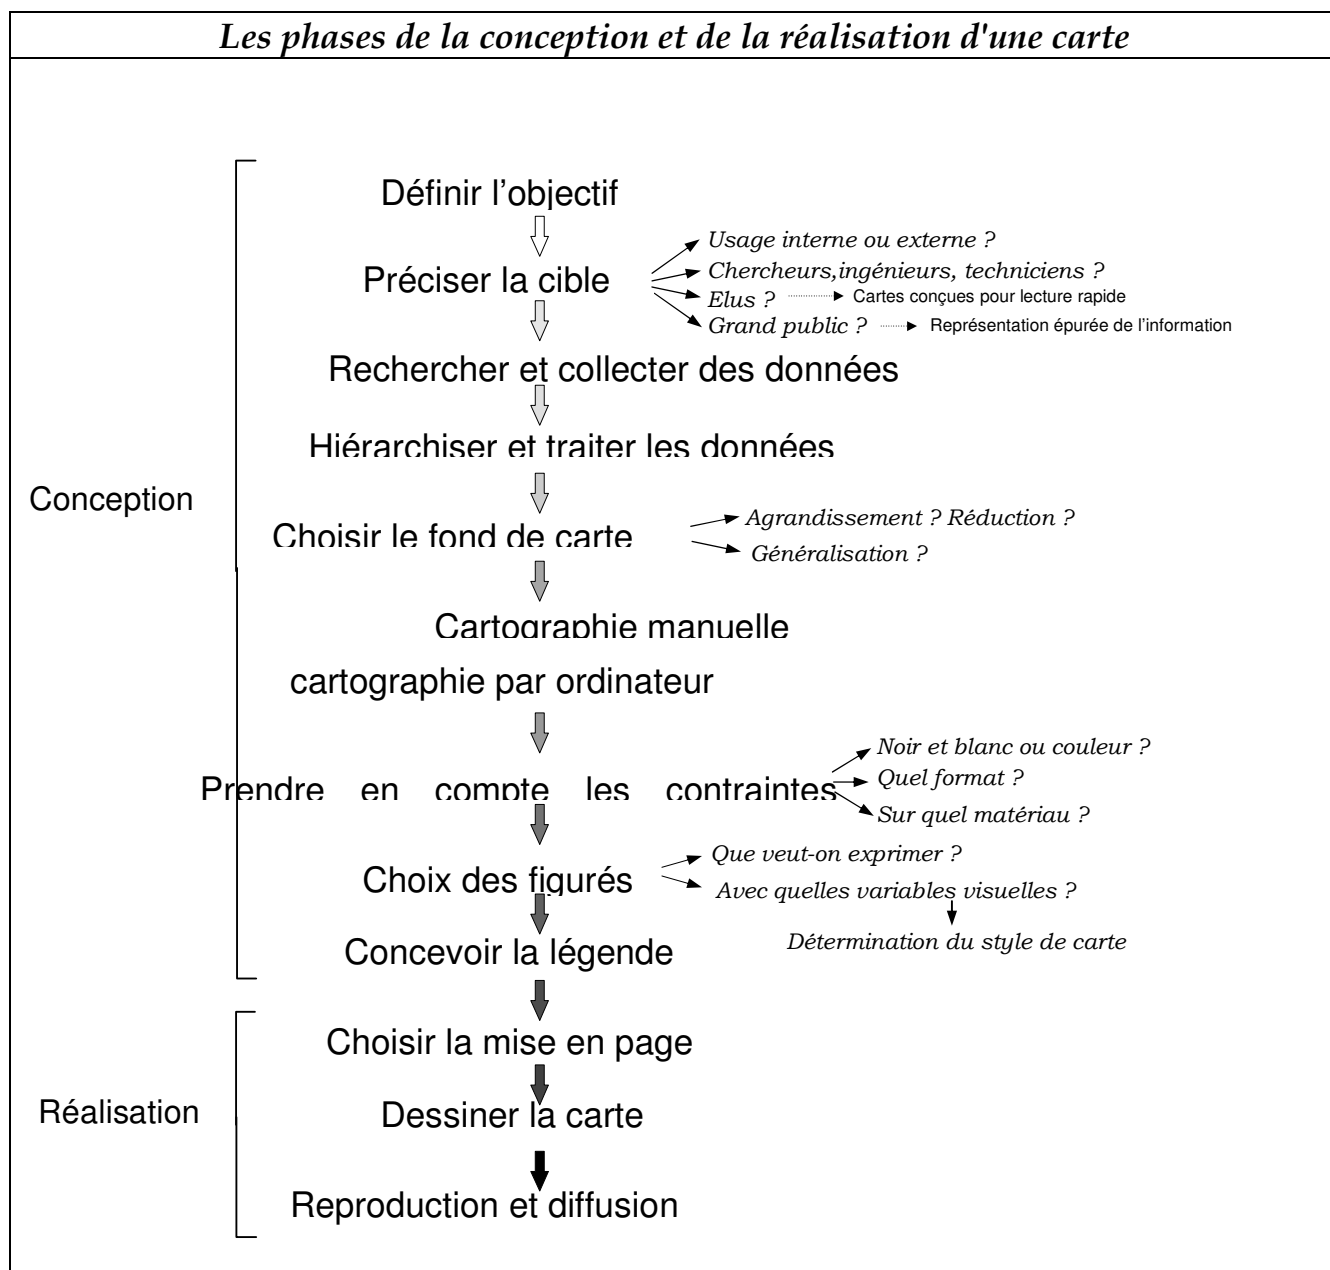 Les phases de la conception et de la réalisation d'une carte
Définir l’objectif
Usage interne ou externe ?
Préciser la cible
Chercheurs,ingénieurs, techniciens ?
Elus ? Cartes conçues pour lecture rapide
Grand public ? Représentation épurée de l’information
Rechercher et collecter des données
Hiérarchiser et traiter les données
Conception
Choisir le fond de carte
Agrandissement ? Réduction ?
Généralisation ?
Cartographie manuelle
cartographie par ordinateur
Noir et blanc ou couleur ?
Prendre en compte les contraintes
Quel format ?
Sur quel matériau ?
Choix des figurés
Que veut-on exprimer ?
Avec quelles variables visuelles ?
Détermination du style de carte
Concevoir la légende
Choisir la mise en page
Réalisation
Dessiner la carte
Reproduction et diffusion